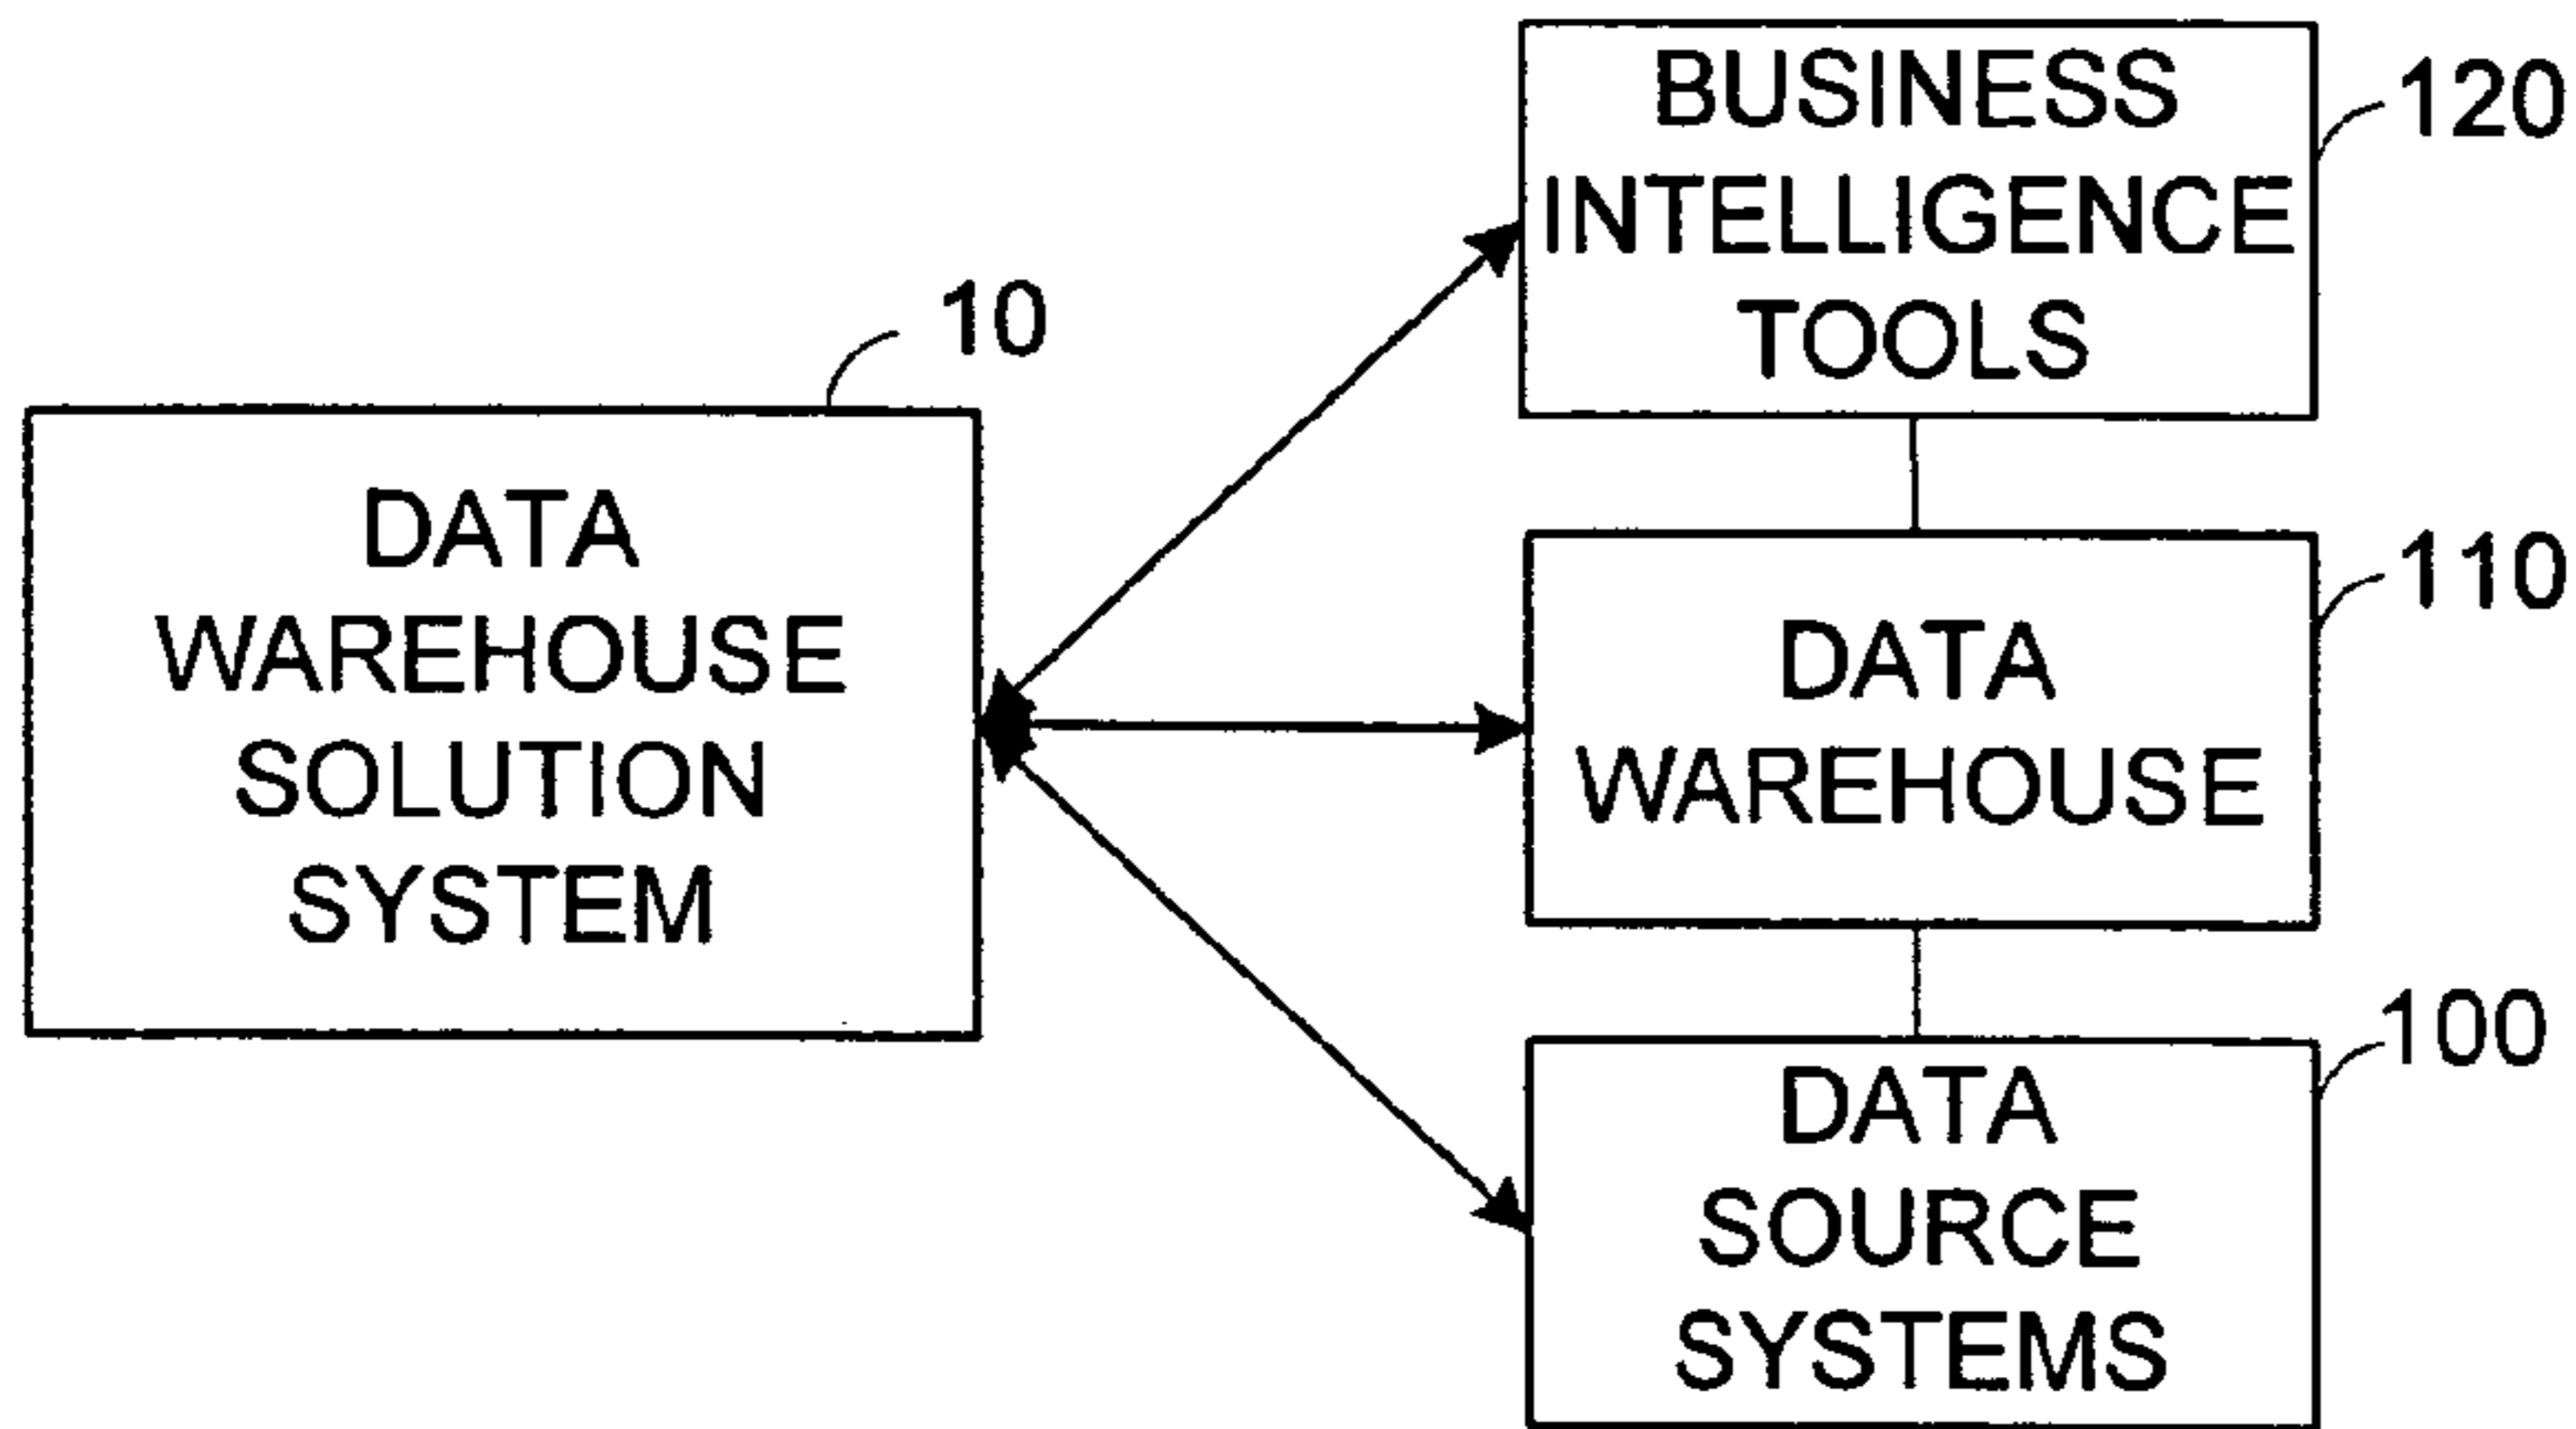 10
DATA
WAREHOUSE
SOLUTION
SYSTEM
BUSINESS
INTELLIGENCE
TOOLS
120
DATA
WAREHOUSE
110
DATA
SOURCE
SYSTEMS
100